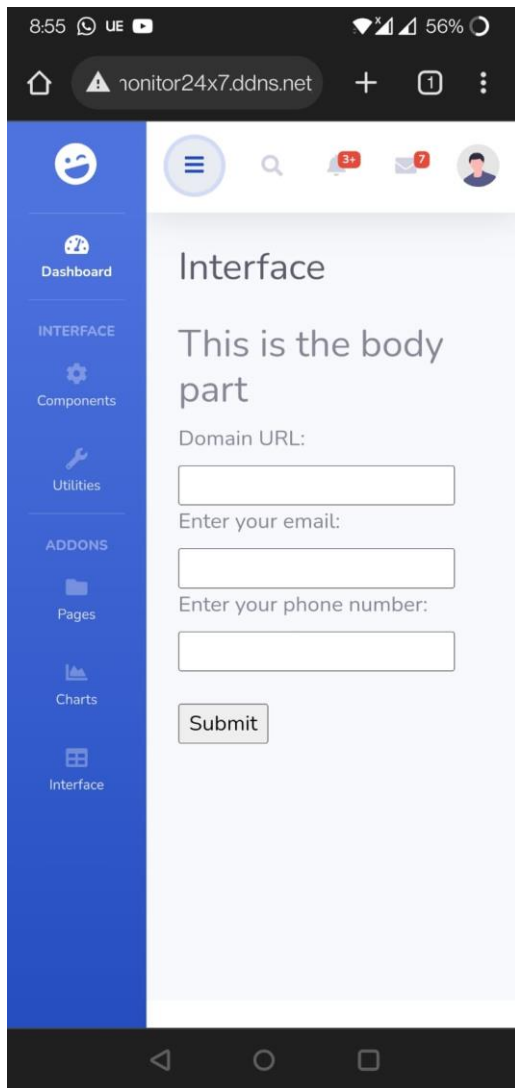 8:55 UE 56%
nonitor24x7.ddns.net 1
3+ 7
Dashboard
INTERFACE
Components
Utilities
ADDONS
Pages
Charts
Interface
Interface
This is the body
part
Domain URL:
Enter your email:
Enter your phone number:
Submit